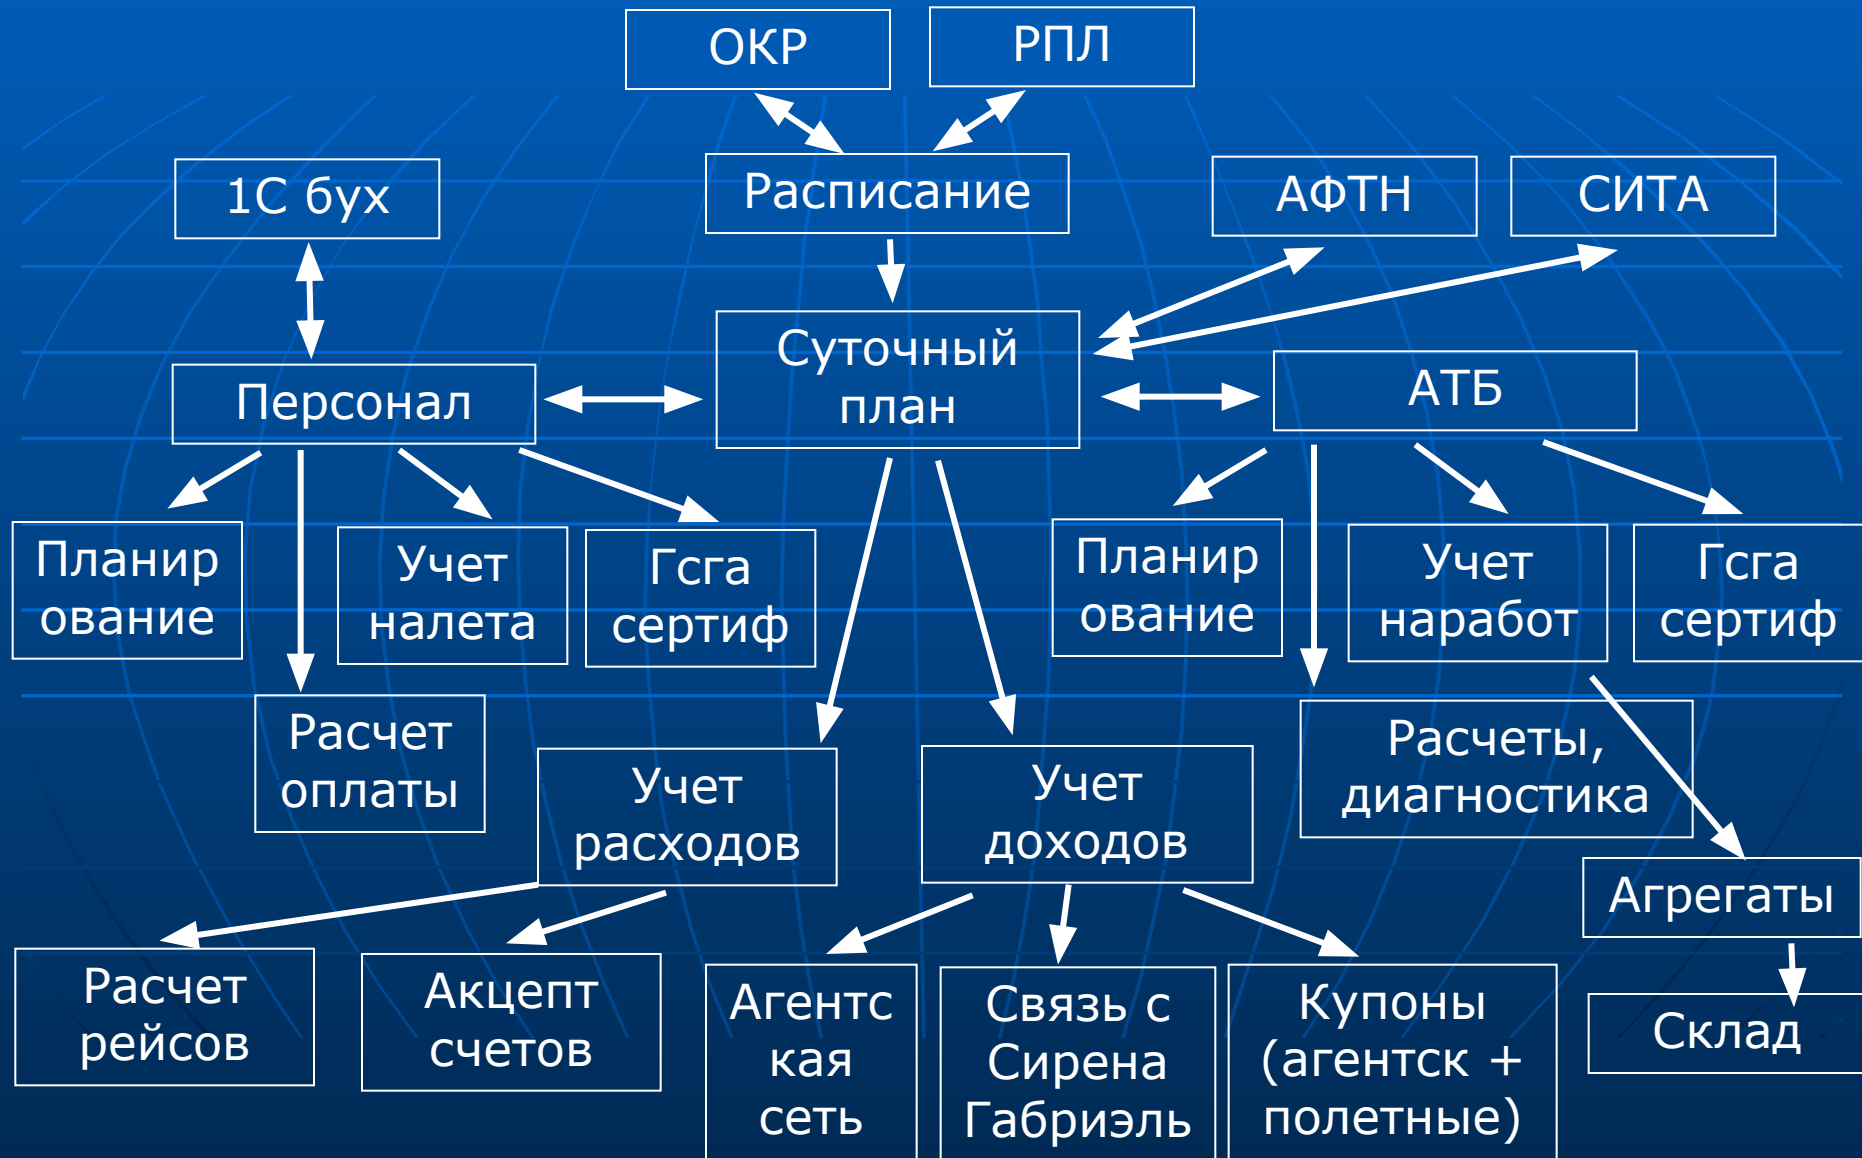 ОКР
РПЛ
1С бух
Расписание
АФТН
СИТА
Суточный
план
Персонал
АТБ
Планир
ование
Учет
налета
Гсга
сертиф
Планир
ование
Учет
наработ
Гсга
сертиф
Расчет
оплаты
Учет
расходов
Учет
доходов
Расчеты,
диагностика
Агрегаты
Расчет
рейсов
Акцепт
счетов
Агентс
кая
сеть
Связь с
Сирена
Габриэль
Купоны
(агентск +
полетные)
Склад